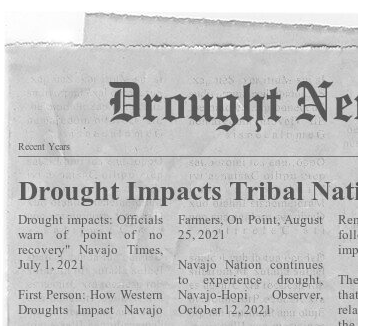 Drought Ne
Recent Years
Drought Impacts Tribal Nati
Drought impacts: Officials
warn of 'point of no
recovery" Navajo Times,
July 1, 2021
First Person: How Western
Droughts Impact Navajo
Farmers, On Point, August
25, 2021
Navajo Nation continues
to experience drought,
Navajo-Hopi Observer,
October 12, 2021
Ren
foll
imp
The
that
rela
the